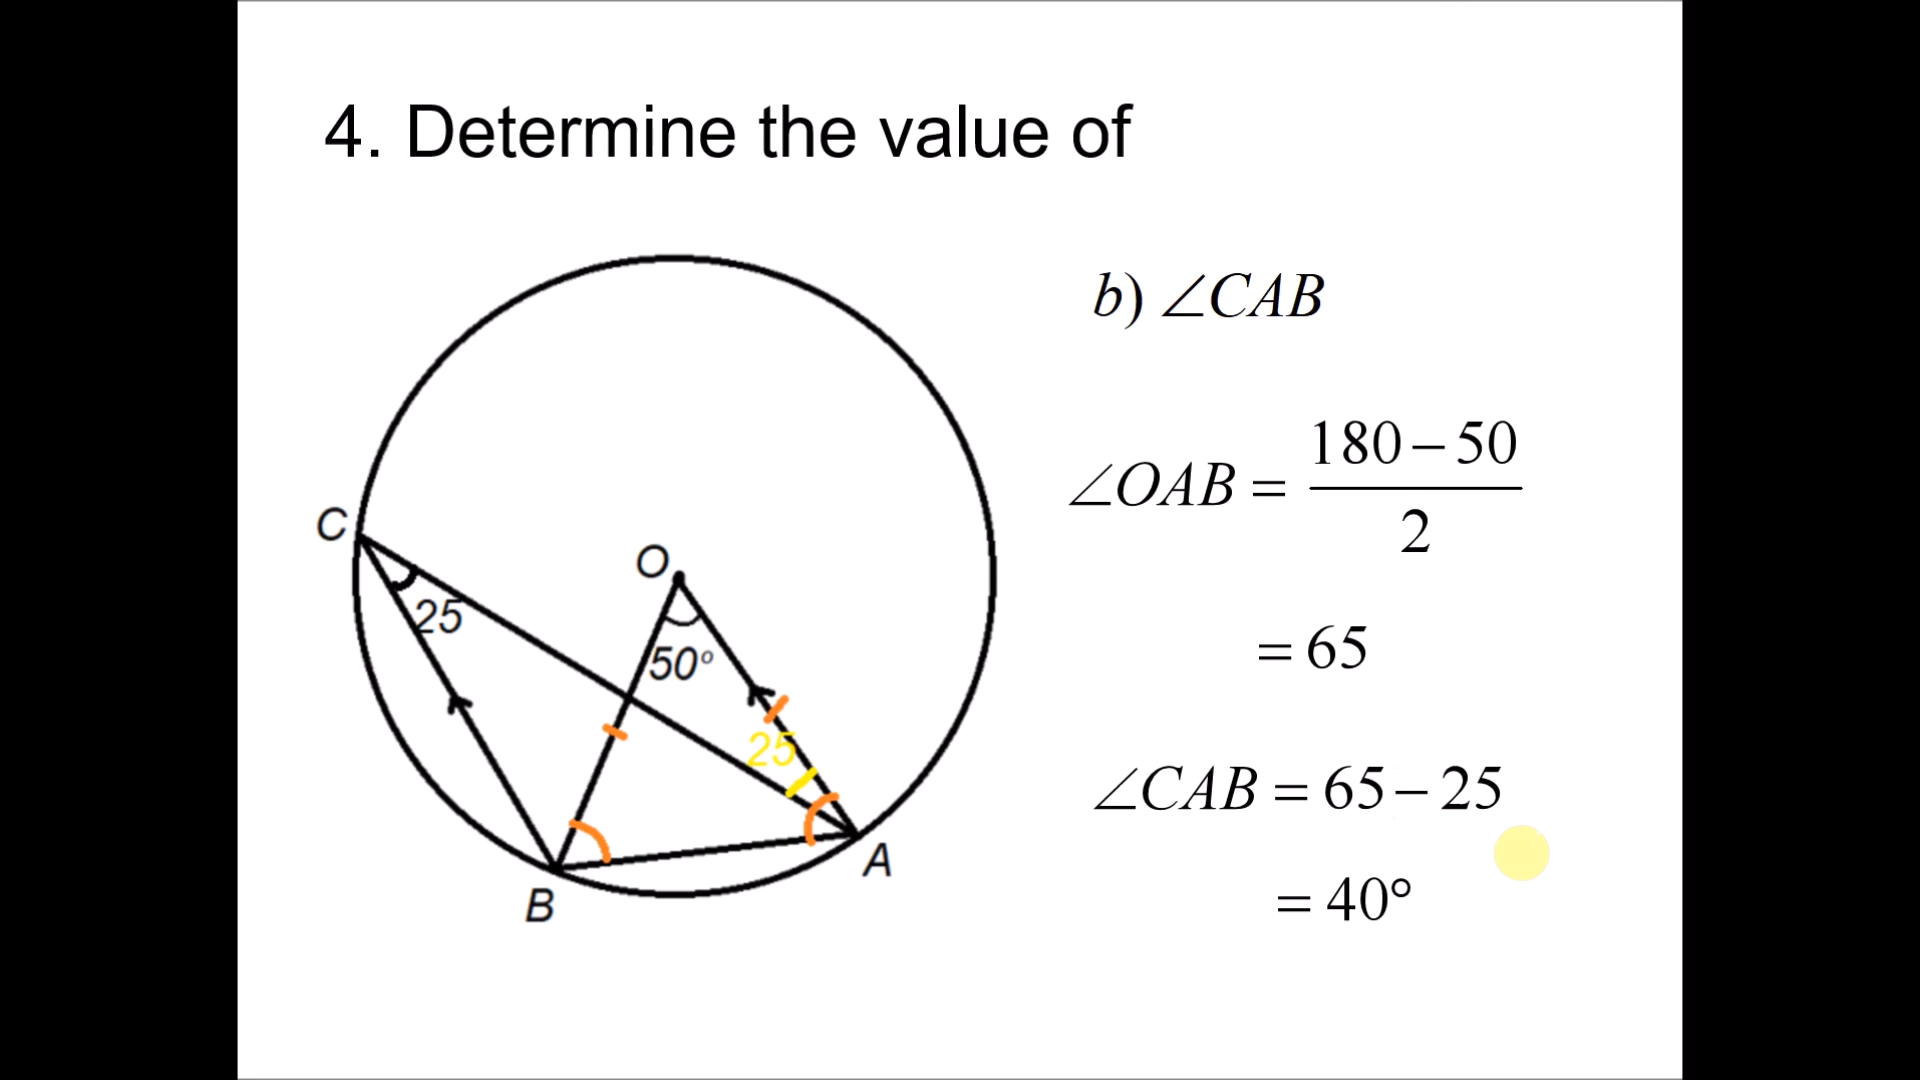 4. Determine the value of
b) ∠CAB
∠OAB = (180 – 50)/2
= 65
∠CAB = 65 – 25
= 40°
C
O
25
50°
25
A
B